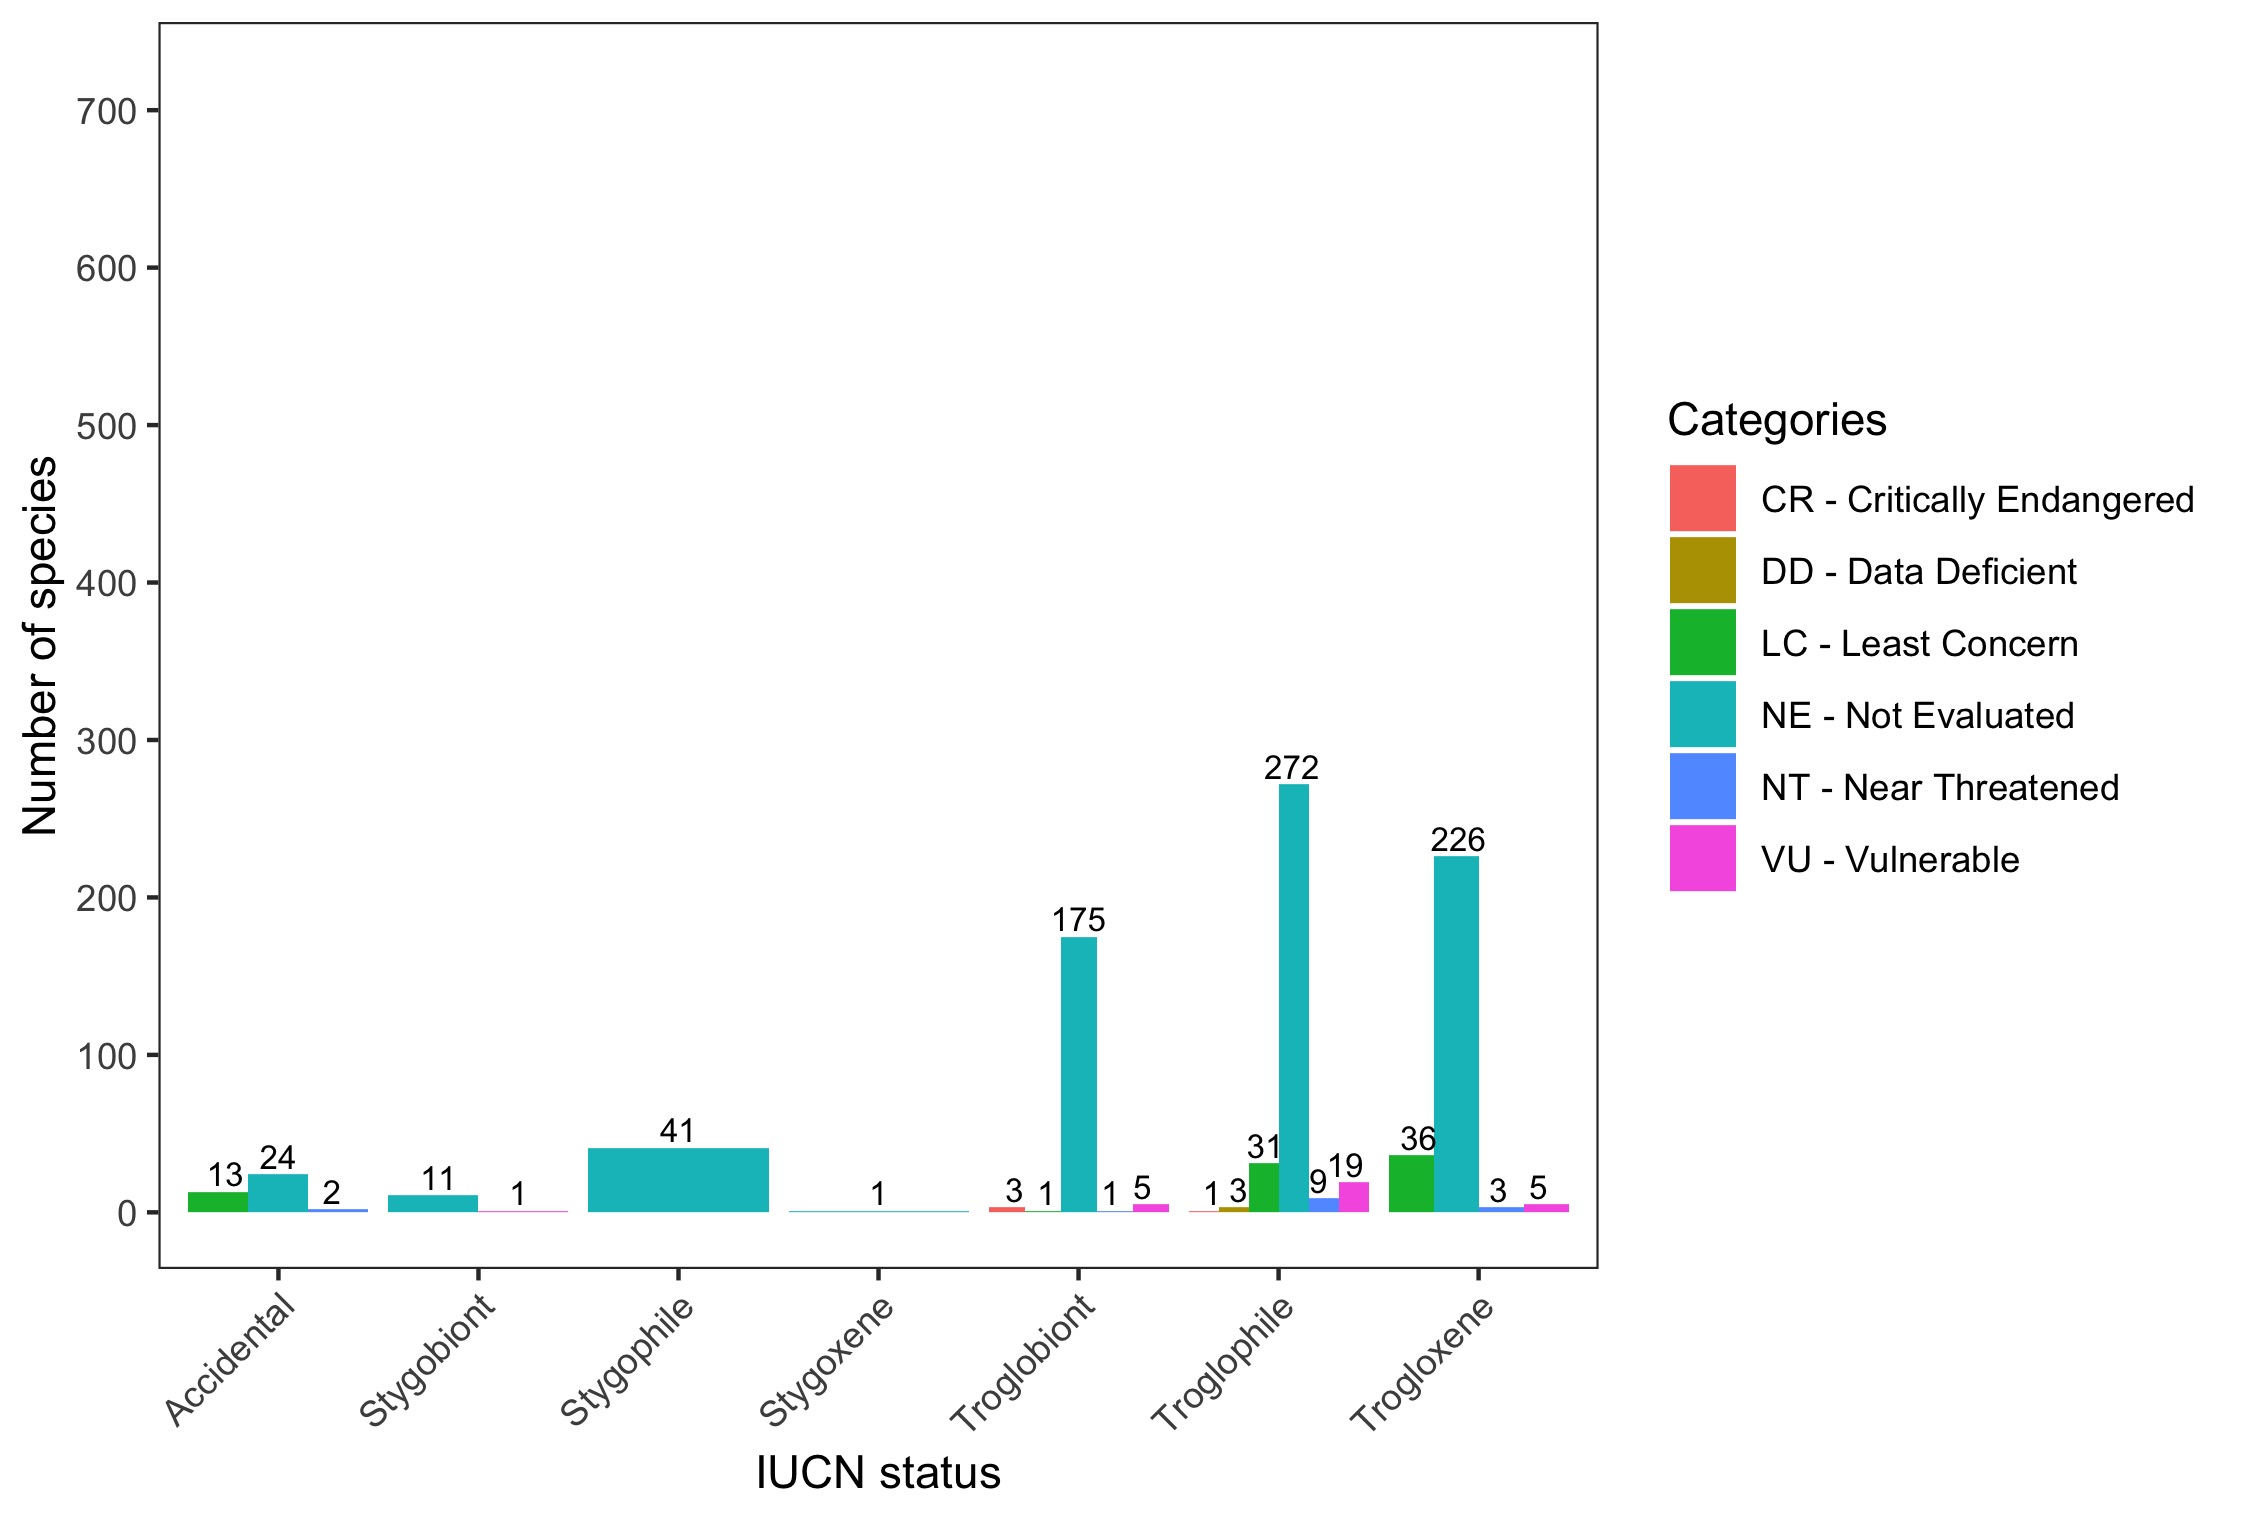 Number of species
700
600
500
400
300
200
100
0
13 24 2
11 1
41
1
3 1 175 1 5
1 3 31 272 9 19
36 226 3 5
Accidental
Stygobiont
Stygophile
Stygoxene
Troglobiont
Troglophile
Trogloxene
IUCN status
Categories
CR - Critically Endangered
DD - Data Deficient
LC - Least Concern
NE - Not Evaluated
NT - Near Threatened
VU - Vulnerable